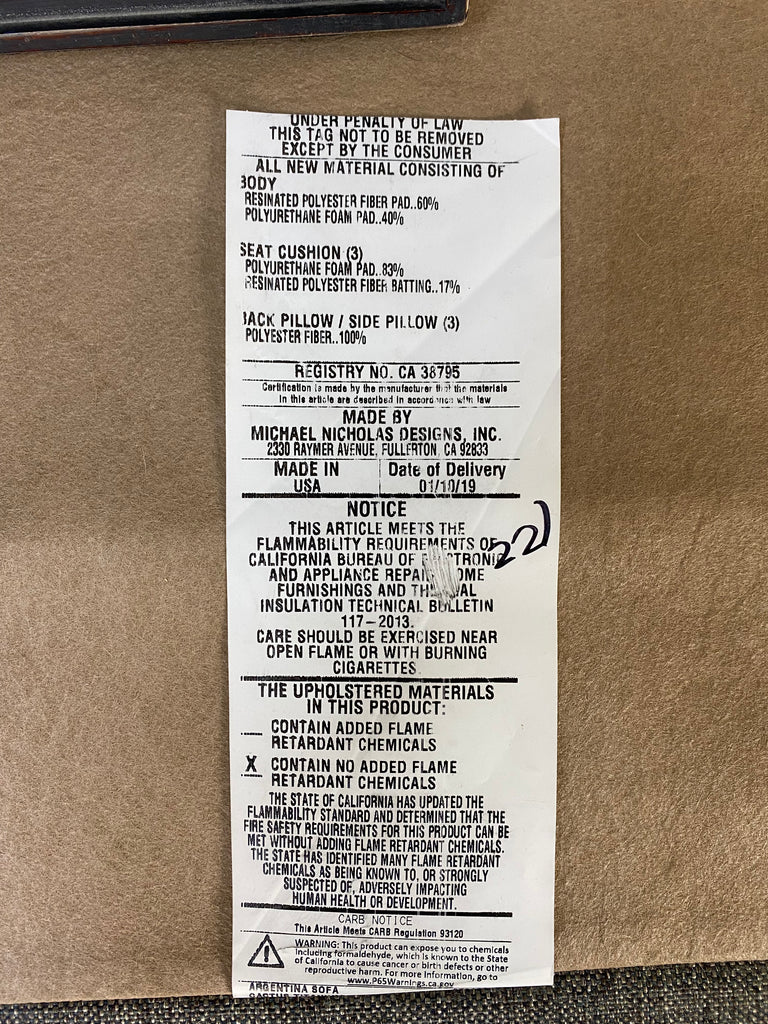 UNDER PENALTY OF LAW
THIS TAG NOT TO BE REMOVED
EXCEPT BY THE CONSUMER
ALL NEW MATERIAL CONSISTING OF
BODY
RESINATED POLYESTER FIBER PAD..60%
POLYURETHANE FOAM PAD..40%
SEAT CUSHION (3)
POLYURETHANE FOAM PAD..83%
RESINATED POLYESTER FIBER BATTING..17%
BACK PILLOW / SIDE PILLOW (3)
POLYESTER FIBER..100%
REGISTRY NO. CA 38795
Certification is made by the manufacturer that the materials
in this article are described in accordance with law
MADE BY
MICHAEL NICHOLAS DESIGNS, INC.
2330 RAYMER AVENUE, FULLERTON, CA 92833
MADE IN USA
Date of Delivery
01/10/19
NOTICE
THIS ARTICLE MEETS THE
FLAMMABILITY REQUIREMENTS OF
221
CALIFORNIA BUREAU OF ELECTRONIC
AND APPLIANCE REPAIR HOME
FURNISHINGS AND THERMAL
INSULATION TECHNICAL BULLETIN
117-2013.
CARE SHOULD BE EXERCISED NEAR
OPEN FLAME OR WITH BURNING
CIGARETTES
THE UPHOLSTERED MATERIALS
IN THIS PRODUCT:
___ CONTAIN ADDED FLAME
RETARDANT CHEMICALS
X CONTAIN NO ADDED FLAME
RETARDANT CHEMICALS
THE STATE OF CALIFORNIA HAS UPDATED THE
FLAMMABILITY STANDARD AND DETERMINED THAT THE
FIRE SAFETY REQUIREMENTS FOR THIS PRODUCT CAN BE
MET WITHOUT ADDING FLAME RETARDANT CHEMICALS.
THE STATE HAS IDENTIFIED MANY FLAME RETARDANT
CHEMICALS AS BEING KNOWN TO, OR STRONGLY
SUSPECTED OF, ADVERSELY IMPACTING
HUMAN HEALTH OR DEVELOPMENT.
CARB NOTICE
This Article Meets CARB Regulation 93120
WARNING: This product can expose you to chemicals
including formaldehyde, which is known to the State
of California to cause cancer or birth defects or other
reproductive harm. For more information, go to
www.P65Warnings.ca.gov
ARGENTINA SOFA